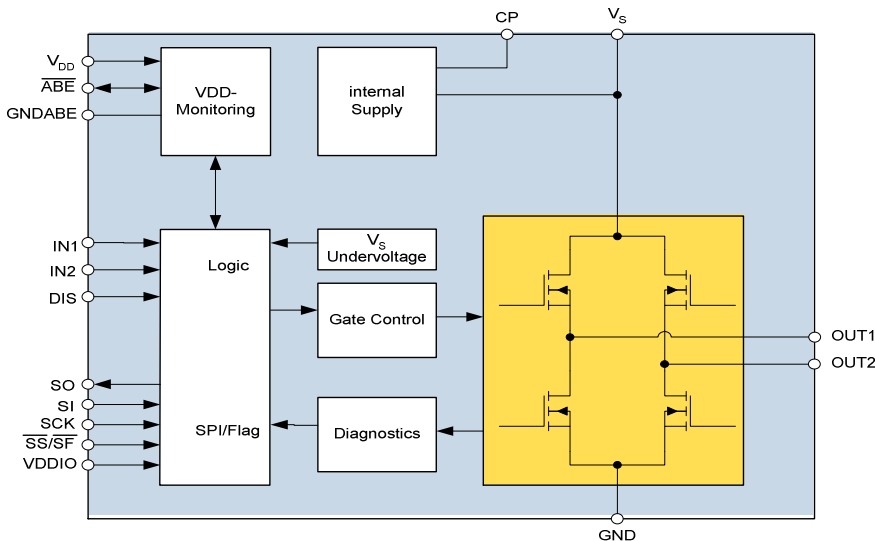 CP
VS
VDD
ABE
GNDABE
VDD-
Monitoring
internal
Supply
IN1
IN2
DIS
Logic
VS
Undervoltage
Gate Control
OUT1
OUT2
SO
SI
SCK
SS/SF
VDDIO
SPI/Flag
Diagnostics
GND